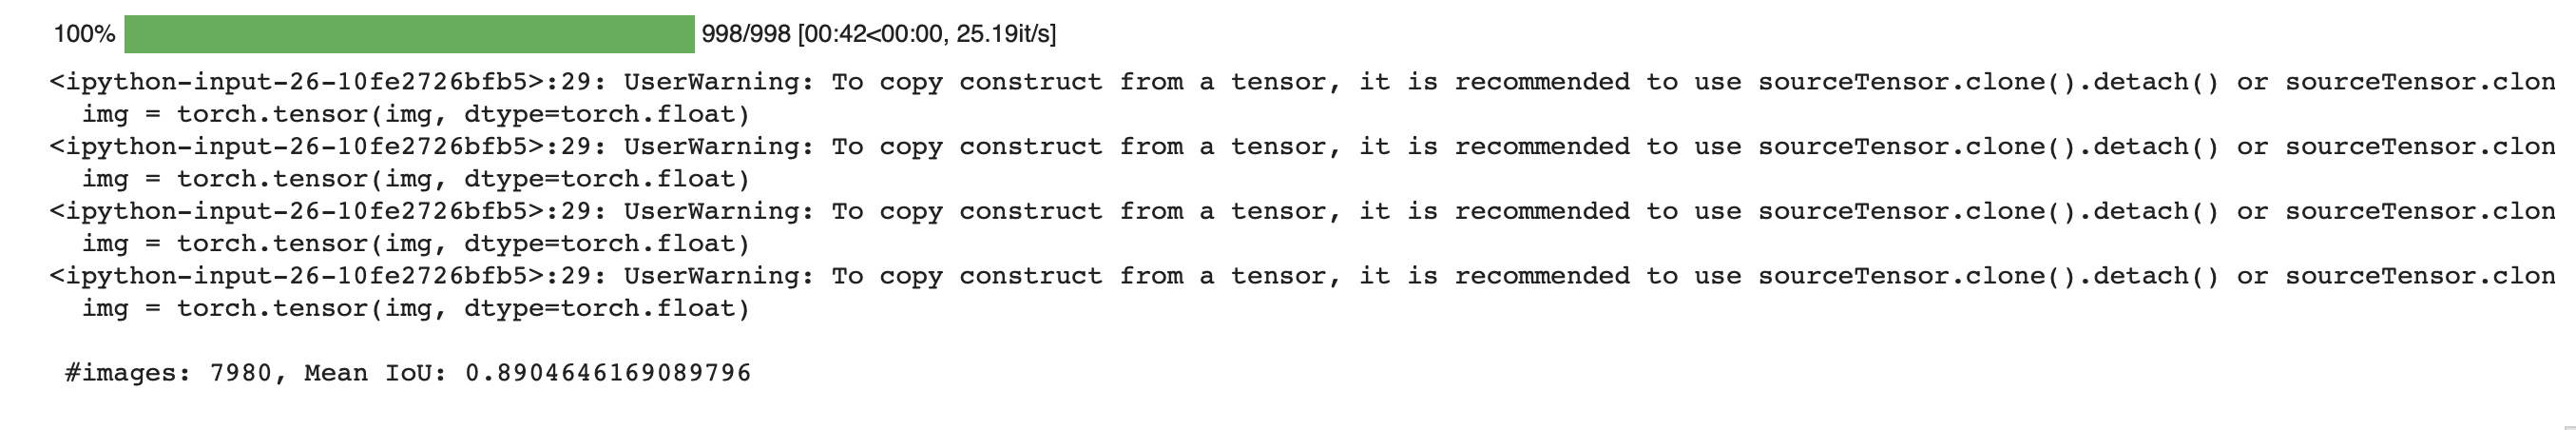 100% 998/998 [00:42<00:00, 25.19it/s]
<ipython-input-26-10fe2726bfb5>:29: UserWarning: To copy construct from a tensor, it is recommended to use sourceTensor.clone().detach() or sourceTensor.clon
  img = torch.tensor(img, dtype=torch.float)
<ipython-input-26-10fe2726bfb5>:29: UserWarning: To copy construct from a tensor, it is recommended to use sourceTensor.clone().detach() or sourceTensor.clon
  img = torch.tensor(img, dtype=torch.float)
<ipython-input-26-10fe2726bfb5>:29: UserWarning: To copy construct from a tensor, it is recommended to use sourceTensor.clone().detach() or sourceTensor.clon
  img = torch.tensor(img, dtype=torch.float)
<ipython-input-26-10fe2726bfb5>:29: UserWarning: To copy construct from a tensor, it is recommended to use sourceTensor.clone().detach() or sourceTensor.clon
  img = torch.tensor(img, dtype=torch.float)
#images: 7980, Mean IoU: 0.8904646169089796